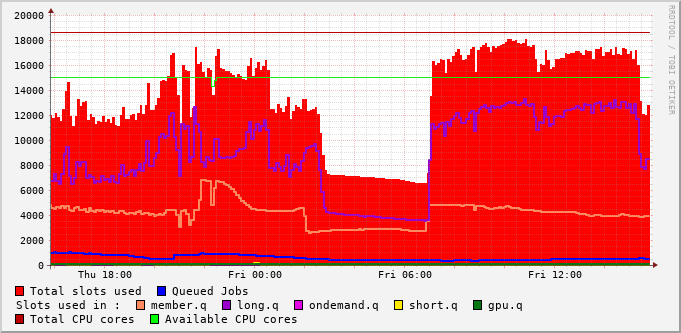 RRDTOOL / TOBI OETIKER
20000
18000
16000
14000
12000
10000
8000
6000
4000
2000
0
Thu 18:00 Fri 00:00 Fri 06:00 Fri 12:00
Total slots used Queued Jobs
Slots used in : member.q long.q ondemand.q short.q gpu.q
Total CPU cores Available CPU cores